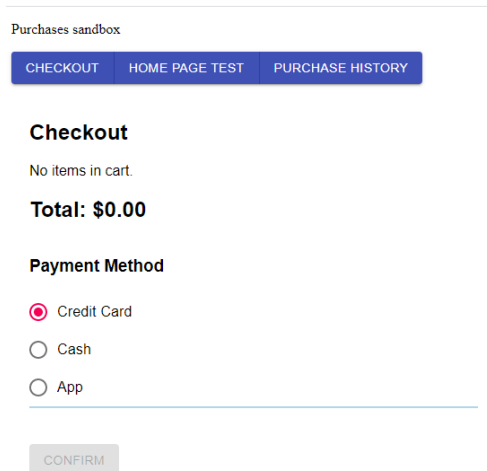 Purchases sandbox
CHECKOUT HOME PAGE TEST PURCHASE HISTORY
Checkout
No items in cart.
Total: $0.00
Payment Method
Credit Card
Cash
App
CONFIRM